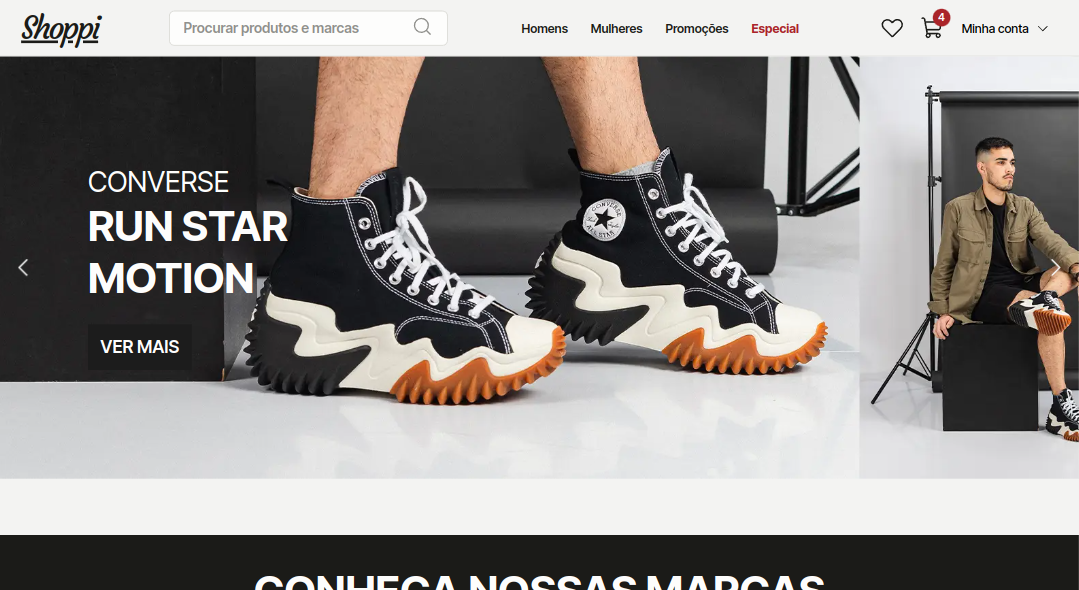 Shoppi
Procurar produtos e marcas
Homens
Mulheres
Promoções
Especial
4
Minha conta
CONVERSE
RUN STAR
MOTION
VER MAIS
CONVERSE
ALL STAR
CONHEÇA NOSSAS MARCAS